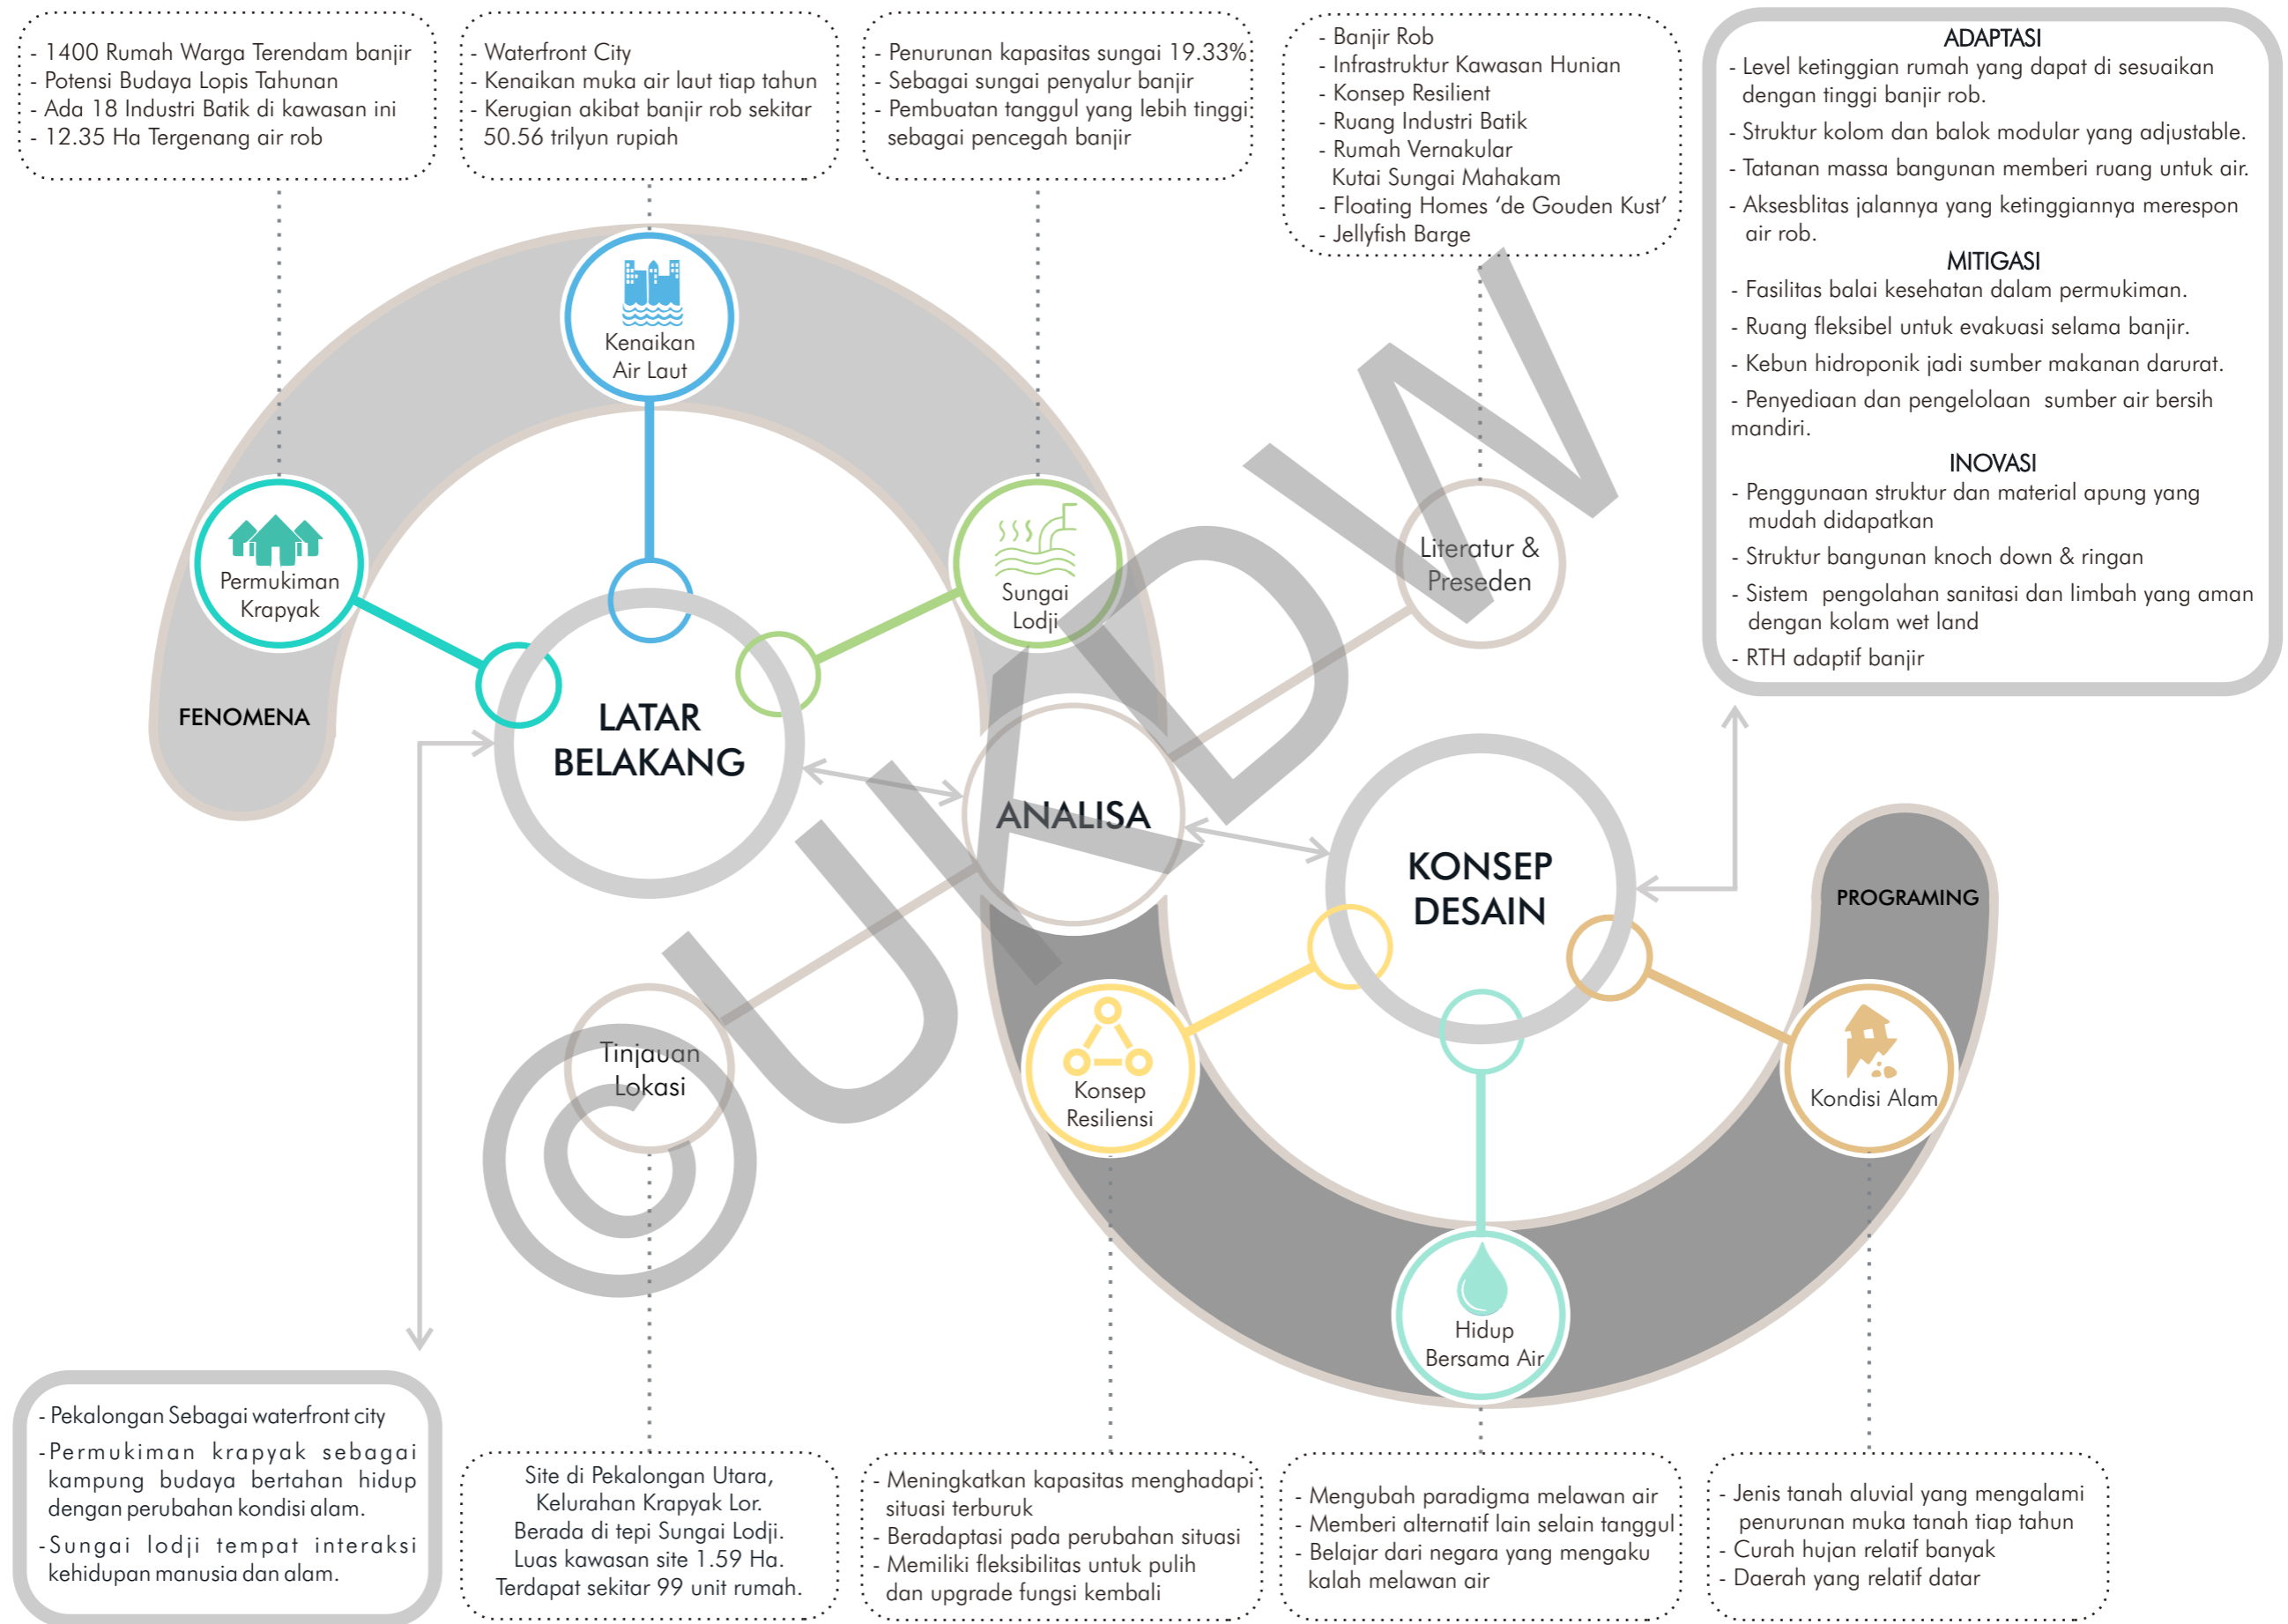 - 1400 Rumah Warga Terendam banjir
- Potensi Budaya Lopis Tahunan
- Ada 18 Industri Batik di kawasan ini
- 12.35 Ha Tergenang air rob
- Waterfront City
- Kenaikan muka air laut tiap tahun
- Kerugian akibat banjir rob sekitar
50.56 trilyun rupiah
- Penurunan kapasitas sungai 19.33%
- Sebagai sungai penyalur banjir
- Pembuatan tanggul yang lebih tinggi
sebagai pencegah banjir
- Banjir Rob
- Infrastruktur Kawasan Hunian
- Konsep Resilient
- Ruang Industri Batik
- Rumah Vernakular
Kutai Sungai Mahakam
- Floating Homes ‘de Gouden Kust’
- Jellyfish Barge
ADAPTASI
- Level ketinggian rumah yang dapat di sesuaikan
dengan tinggi banjir rob.
- Struktur kolom dan balok modular yang adjustable.
- Tatanan massa bangunan memberi ruang untuk air.
- Aksesblitas jalannya yang ketinggiannya merespon
air rob.
MITIGASI
- Fasilitas balai kesehatan dalam permukiman.
- Ruang fleksibel untuk evakuasi selama banjir.
- Kebun hidroponik jadi sumber makanan darurat.
- Penyediaan dan pengelolaan sumber air bersih
mandiri.
INOVASI
- Penggunaan struktur dan material apung yang
mudah didapatkan
- Struktur bangunan knoch down & ringan
- Sistem pengolahan sanitasi dan limbah yang aman
dengan kolam wet land
- RTH adaptif banjir
Kenaikan
Air Laut
Permukiman
Krapyak
Sungai
Lodji
Literatur &
Preseden
FENOMENA
LATAR
BELAKANG
ANALISA
KONSEP
DESAIN
PROGRAMING
Tinjauan
Lokasi
Konsep
Resiliensi
Kondisi Alam
Hidup
Bersama Air
- Pekalongan Sebagai waterfront city
- Permukiman krapyak sebagai
kampung budaya bertahan hidup
dengan perubahan kondisi alam.
- Sungai lodji tempat interaksi
kehidupan manusia dan alam.
Site di Pekalongan Utara,
Kelurahan Krapyak Lor.
Berada di tepi Sungai Lodji.
Luas kawasan site 1.59 Ha.
Terdapat sekitar 99 unit rumah.
- Meningkatkan kapasitas menghadapi
situasi terburuk
- Beradaptasi pada perubahan situasi
- Memiliki fleksibilitas untuk pulih
dan upgrade fungsi kembali
- Mengubah paradigma melawan air
- Memberi alternatif lain selain tanggul
- Belajar dari negara yang mengaku
kalah melawan air
- Jenis tanah aluvial yang mengalami
penurunan muka tanah tiap tahun
- Curah hujan relatif banyak
- Daerah yang relatif datar
© UKDW